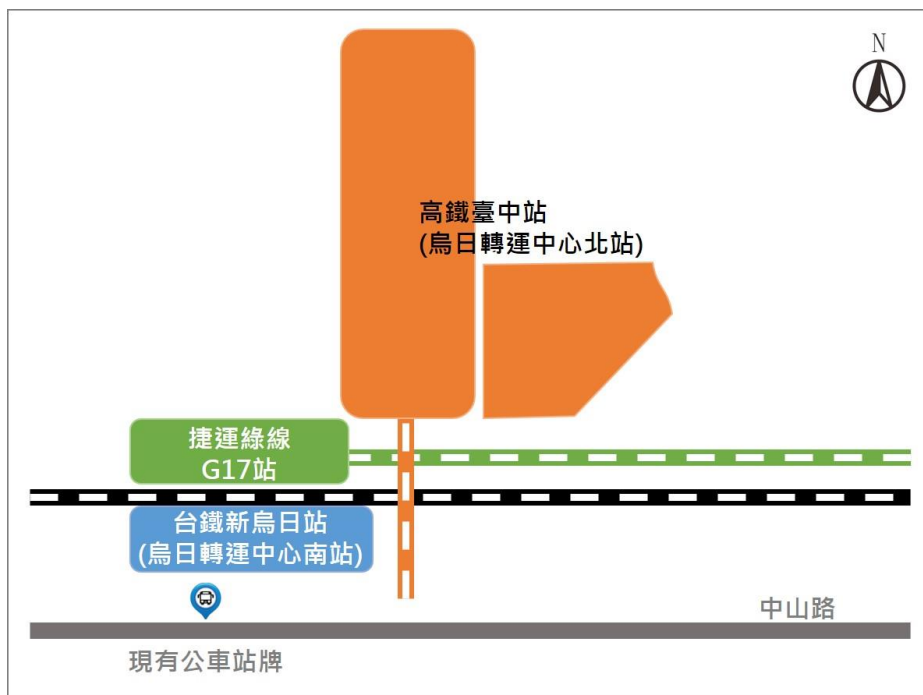 N
高鐵臺中站
(烏日轉運中心北站)
捷運綠線
G17站
台鐵新烏日站
(烏日轉運中心南站)
中山路
現有公車站牌